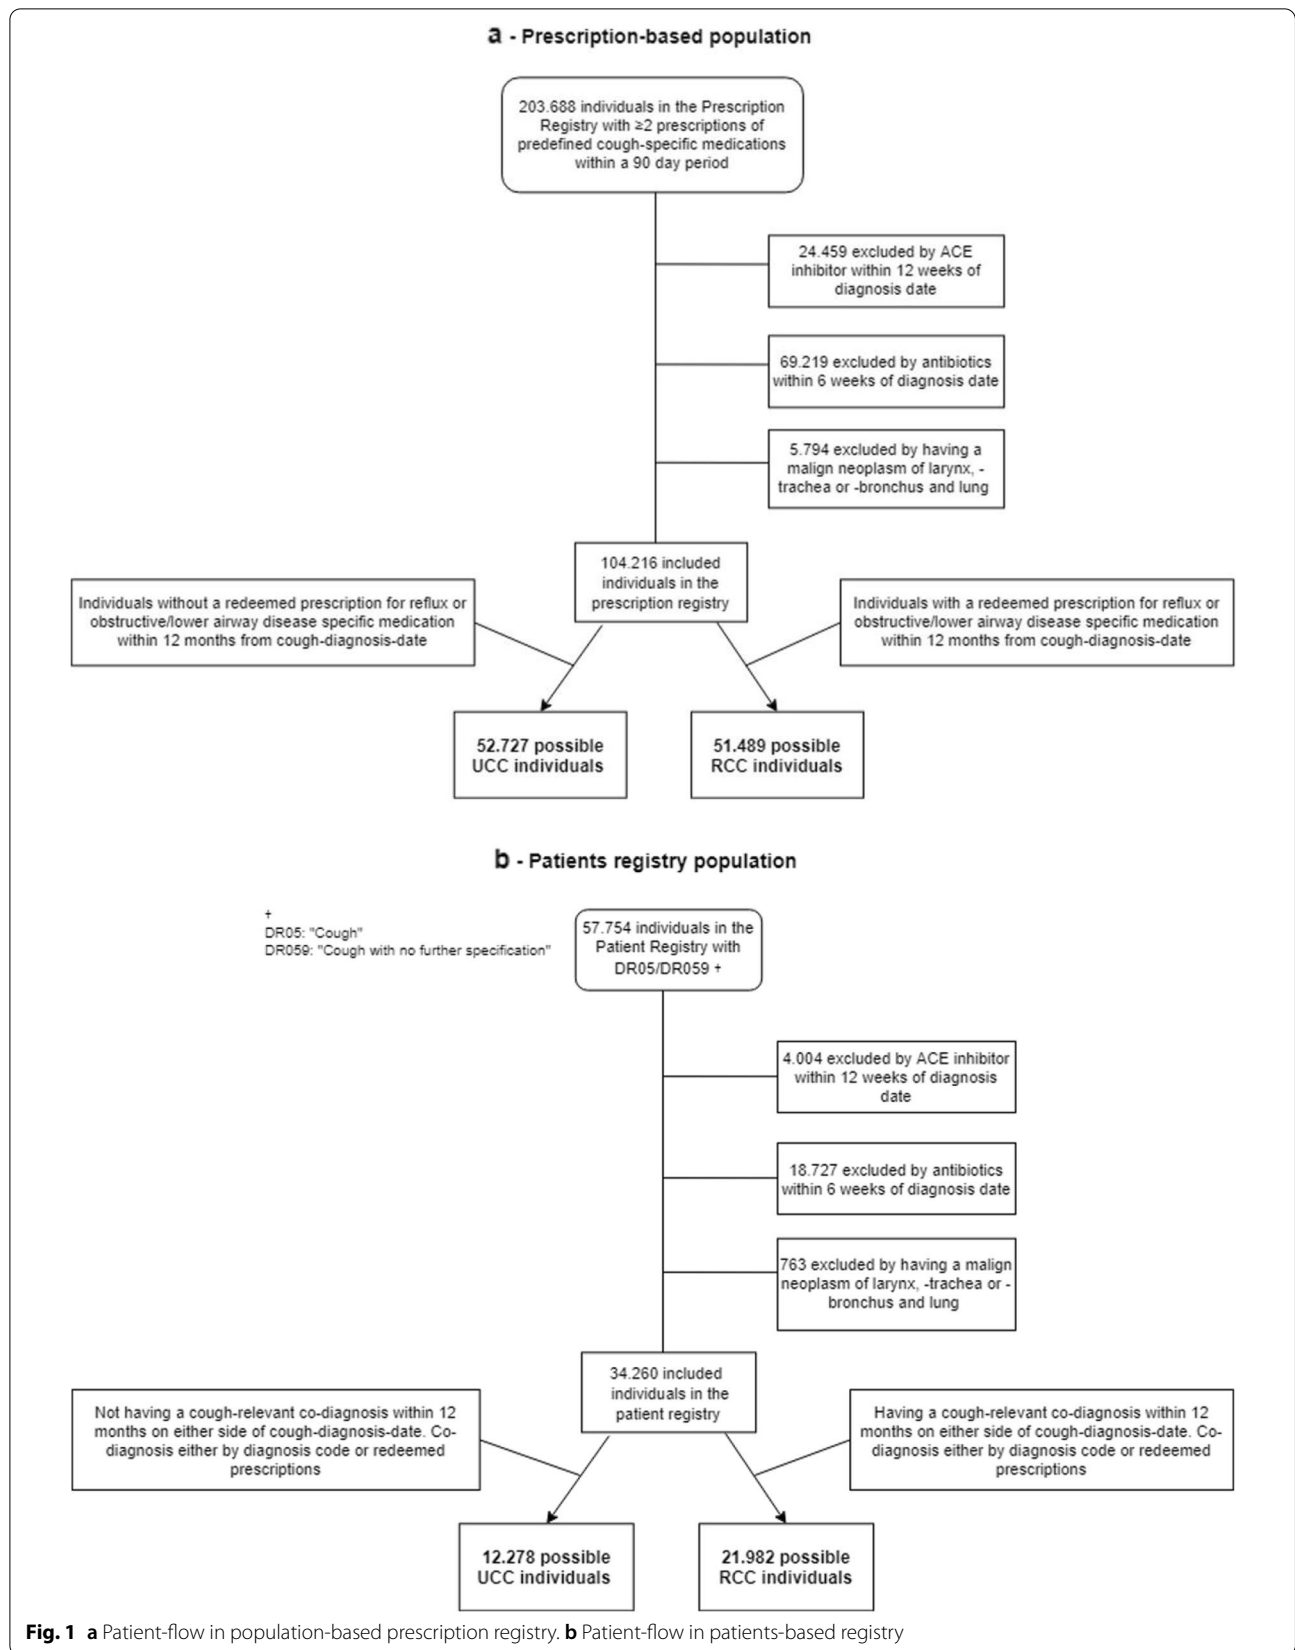 a - Prescription-based population
203.688 individuals in the Prescription
Registry with ≥2 prescriptions of
predefined cough-specific medications
within a 90 day period
24.459 excluded by ACE
inhibitor within 12 weeks of
diagnosis date
69.219 excluded by antibiotics
within 6 weeks of diagnosis date
5.794 excluded by having a
malign neoplasm of larynx, -
trachea or -bronchus and lung
104.216 included
individuals in the
prescription registry
Individuals without a redeemed prescription for reflux or
obstructive/lower airway disease specific medication
within 12 months from cough-diagnosis-date
Individuals with a redeemed prescription for reflux or
obstructive/lower airway disease specific medication
within 12 months from cough-diagnosis-date
52.727 possible
UCC individuals
51.489 possible
RCC individuals
b - Patients registry population
+
DR05: "Cough"
DR059: "Cough with no further specification"
57.754 individuals in the
Patient Registry with
DR05/DR059 +
4.004 excluded by ACE inhibitor
within 12 weeks of diagnosis
date
18.727 excluded by antibiotics
within 6 weeks of diagnosis date
763 excluded by having a malign
neoplasm of larynx, -trachea or -
bronchus and lung
34.260 included
individuals in the
patient registry
Not having a cough-relevant co-diagnosis within 12
months on either side of cough-diagnosis-date. Co-
diagnosis either by diagnosis code or redeemed
prescriptions
Having a cough-relevant co-diagnosis within 12
months on either side of cough-diagnosis-date. Co-
diagnosis either by diagnosis code or redeemed
prescriptions
12.278 possible
UCC individuals
21.982 possible
RCC individuals
Fig. 1 a Patient-flow in population-based prescription registry. b Patient-flow in patients-based registry